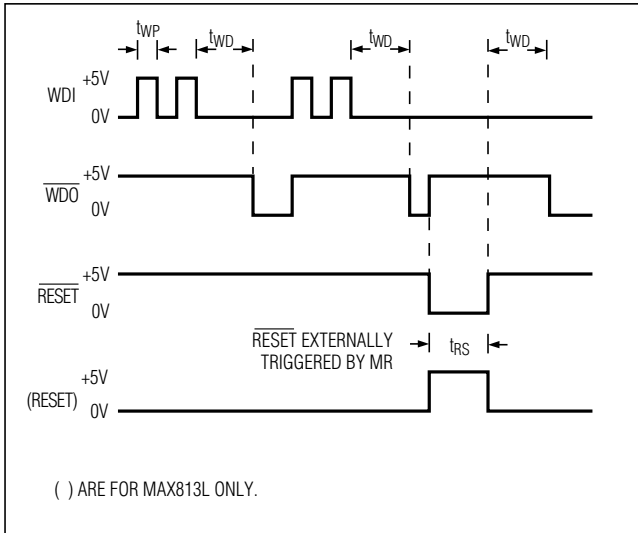 tWP
tWD
tWD
tWD
WDI
+5V
0V
WDO
+5V
0V
RESET
+5V
0V
RESET EXTERNALLY
TRIGGERED BY MR
tRS
(RESET)
+5V
0V
( ) ARE FOR MAX813L ONLY.